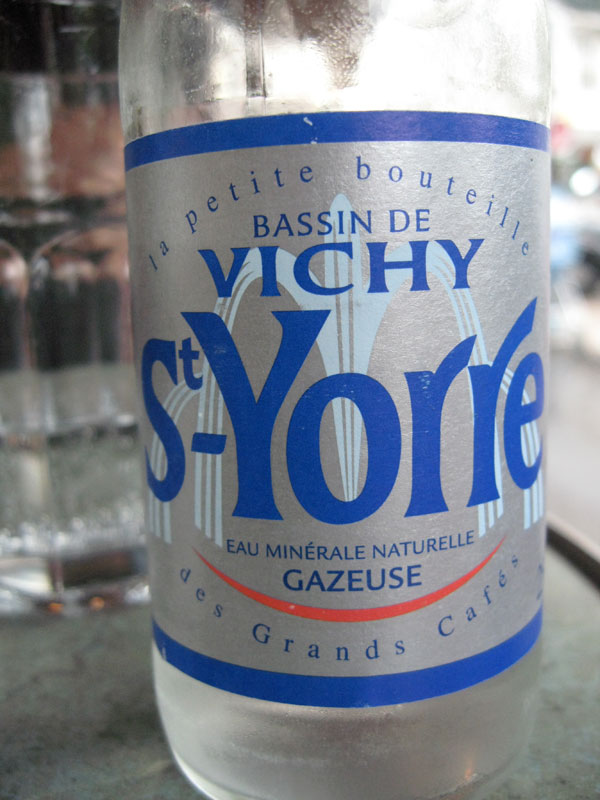 la petite bouteille
BASSIN DE
VICHY
St-Yorre
EAU MINÉRALE NATURELLE
GAZEUSE
des Grands Cafés